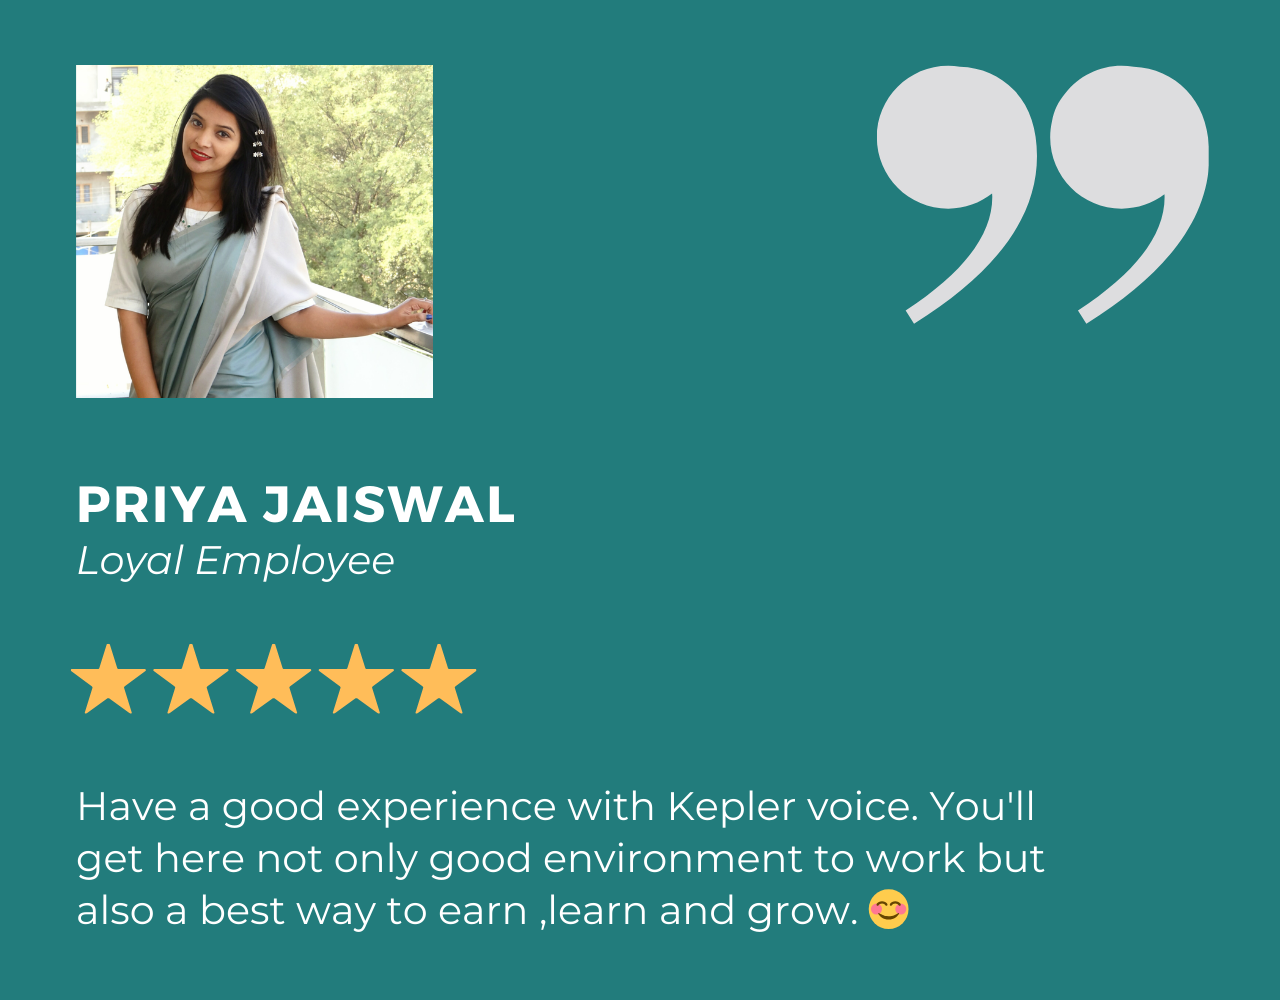 PRIYA JAISWAL
Loyal Employee
Have a good experience with Kepler voice. You'll
get here not only good environment to work but
also a best way to earn ,learn and grow. 😊